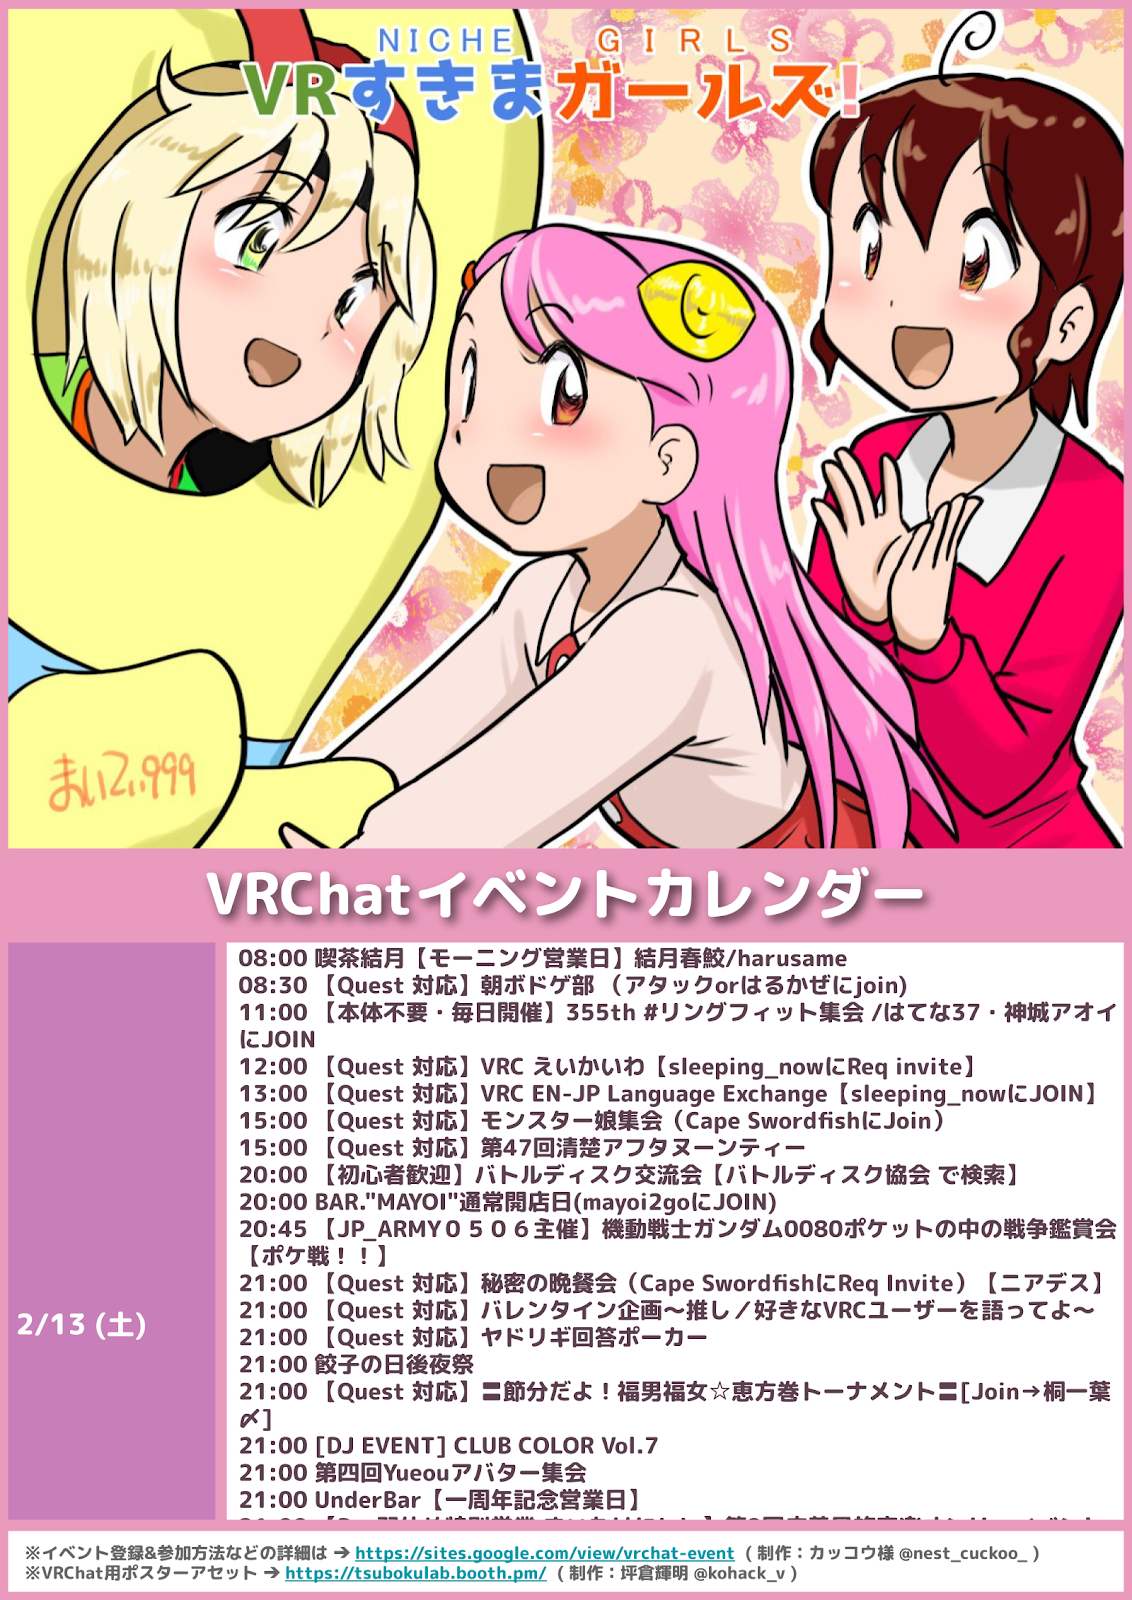 NICHE GIRLS
VRすきまガールズ!
まいてい999
VRChatイベントカレンダー
2/13 (土)
08:00 喫茶結月【モーニング営業日】結月春鮫/harusame
08:30 【Quest 対応】朝ボドゲ部 （アタックorはるかぜにjoin)
11:00 【本体不要・毎日開催】355th #リングフィット集会 /はてな37・神城アオイ
にJOIN
12:00 【Quest 対応】VRC えいかいわ【sleeping_nowにReq invite】
13:00 【Quest 対応】VRC EN-JP Language Exchange【sleeping_nowにJOIN】
15:00 【Quest 対応】モンスター娘集会（Cape SwordfishにJoin）
15:00 【Quest 対応】第47回清楚アフタヌーンティー
20:00 【初心者歓迎】バトルディスク交流会【バトルディスク協会 で検索】
20:00 BAR."MAYOI"通常開店日(mayoi2goにJOIN)
20:45 【JP_ARMY０５０６主催】機動戦士ガンダム0080ポケットの中の戦争鑑賞会
【ポケ戦！！】
21:00 【Quest 対応】秘密の晩餐会（Cape SwordfishにReq Invite）【ニアデス】
21:00 【Quest 対応】バレンタイン企画～推し／好きなVRCユーザーを語ってよ～
21:00 【Quest 対応】ヤドリギ回答ポーカー
21:00 餃子の日後夜祭
21:00 【Quest 対応】〓節分だよ！福男福女☆恵方巻トーナメント〓[Join→桐一葉
〆]
21:00 [DJ EVENT] CLUB COLOR Vol.7
21:00 第四回Yueouアバター集会
21:00 UnderBar【一周年記念営業日】
※イベント登録&参加方法などの詳細は ➔ https://sites.google.com/view/vrchat-event （ 制作：カッコウ様 @nest_cuckoo_ ）
※VRChat用ポスターアセット ➔ https://tsubokulab.booth.pm/ （ 制作：坪倉輝明 @kohack_v ）